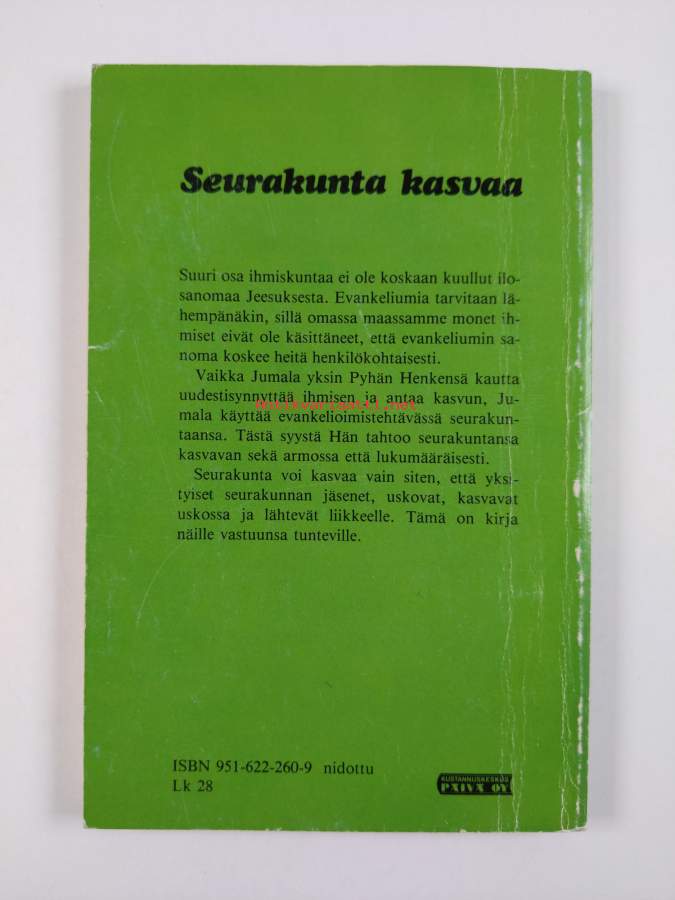 Seurakunta kasvaa
Suuri osa ihmiskuntaa ei ole koskaan kuullut ilo-
sanomaa Jeesuksesta. Evankeliumia tarvitaan lä-
hempänäkin, sillä omassa maassamme monet ih-
miset eivät ole käsittäneet, että evankeliumin sa-
noma koskee heitä henkilökohtaisesti.
Vaikka Jumala yksin Pyhän Henkensä kautta
uudestisynnyttää ihmisen ja antaa kasvun, Ju-
Antikvariaatti.net
mala käyttää evankelioimistehtävässä seurakun-
taansa. Tästä syystä Hän tahtoo seurakuntansa
kasvavan sekä armossa että lukumääräisesti.
Seurakunta voi kasvaa vain siten, että yksi-
tyiset seurakunnan jäsenet, uskovat, kasvavat
uskossa ja lähtevät liikkeelle. Tämä on kirja
näille vastuunsa tunteville.
ISBN 951-622-260-9 nidottu
Lk 28
KUSTANNUSKESKUS
PÄIVÄ OY